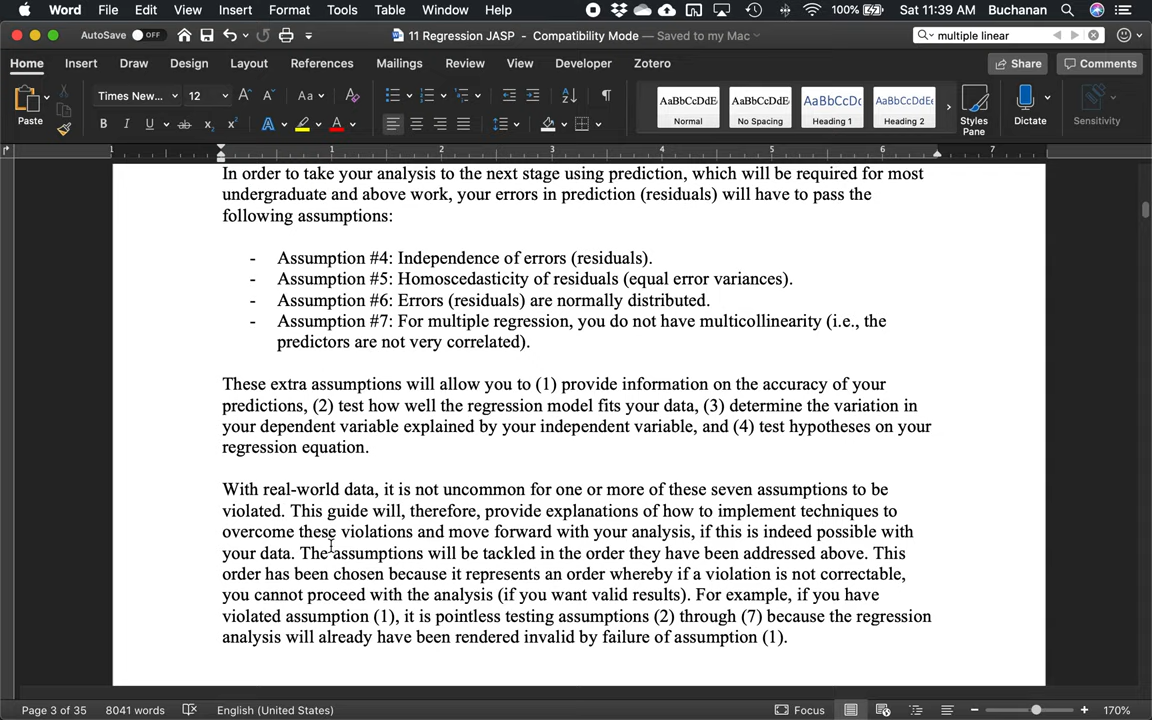 Word File Edit View Insert Format Tools Table Window Help 100% Sat 11:39 AM Buchanan
AutoSave OFF 11 Regression JASP - Compatibility Mode — Saved to my Mac multiple linear
Home Insert Draw Design Layout References Mailings Review View Developer Zotero Share Comments
Paste Times New... 12 Aa AaBbCcDdE AaBbCcDdE AaBbCcDc AaBbCcDdEe
Normal No Spacing Heading 1 Heading 2 Styles Pane Dictate Sensitivity
1 1 2 3 4 5 6 7
In order to take your analysis to the next stage using prediction, which will be required for most
undergraduate and above work, your errors in prediction (residuals) will have to pass the
following assumptions:
- Assumption #4: Independence of errors (residuals).
- Assumption #5: Homoscedasticity of residuals (equal error variances).
- Assumption #6: Errors (residuals) are normally distributed.
- Assumption #7: For multiple regression, you do not have multicollinearity (i.e., the
predictors are not very correlated).
These extra assumptions will allow you to (1) provide information on the accuracy of your
predictions, (2) test how well the regression model fits your data, (3) determine the variation in
your dependent variable explained by your independent variable, and (4) test hypotheses on your
regression equation.
With real-world data, it is not uncommon for one or more of these seven assumptions to be
violated. This guide will, therefore, provide explanations of how to implement techniques to
overcome these violations and move forward with your analysis, if this is indeed possible with
your data. The assumptions will be tackled in the order they have been addressed above. This
order has been chosen because it represents an order whereby if a violation is not correctable,
you cannot proceed with the analysis (if you want valid results). For example, if you have
violated assumption (1), it is pointless testing assumptions (2) through (7) because the regression
analysis will already have been rendered invalid by failure of assumption (1).
Page 3 of 35 8041 words English (United States) Focus 170%